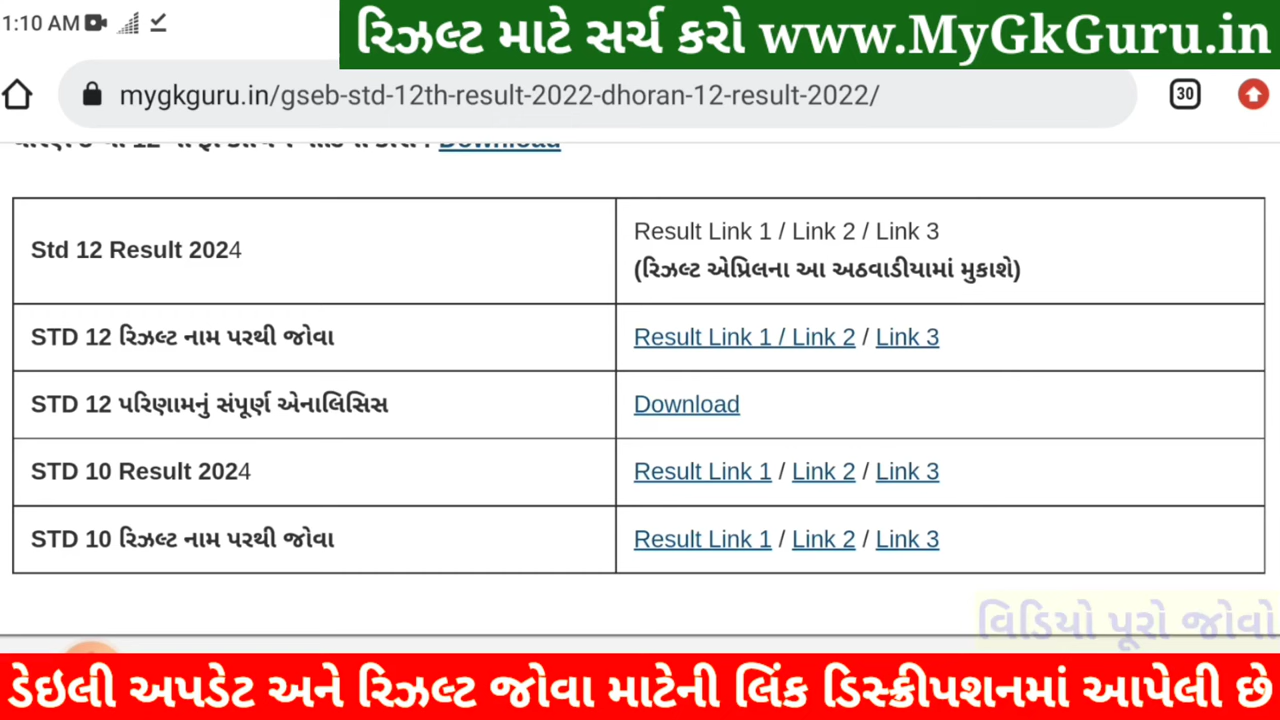 1:10 AM
રિઝલ્ટ માટે સર્ચ કરો www.MyGkGuru.in
mygkguru.in/gseb-std-12th-result-2022-dhoran-12-result-2022/
30
Download
Std 12 Result 2024
Result Link 1 / Link 2 / Link 3
(રિઝલ્ટ એપ્રિલના આ અઠવાડીયામાં મુકાશે)
STD 12 રિઝલ્ટ નામ પરથી જોવા
Result Link 1 / Link 2 / Link 3
STD 12 પરિણામનું સંપૂર્ણ એનાલિસિસ
Download
STD 10 Result 2024
Result Link 1 / Link 2 / Link 3
STD 10 રિઝલ્ટ નામ પરથી જોવા
Result Link 1 / Link 2 / Link 3
વિડિયો પૂરો જોવો
ડેઇલી અપડેટ અને રિઝલ્ટ જોવા માટેની લિંક ડિસ્ક્રીપશનમાં આપેલી છે